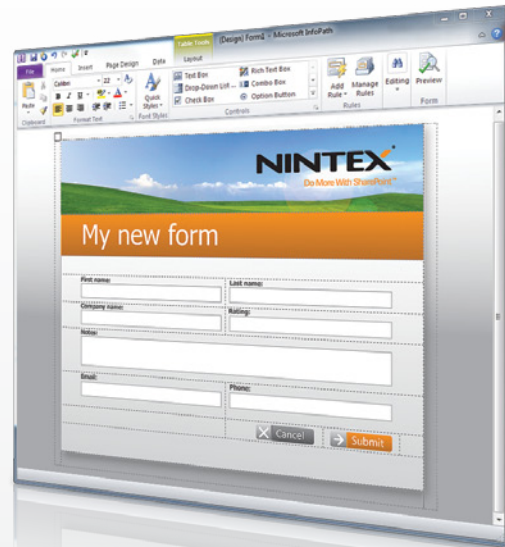 (Design) Form1 - Microsoft InfoPath
Table Tools
File Home Insert Page Design Data Layout
Calibri 22
Text Box Rich Text Box
Drop-Down List ... Combo Box
Check Box Option Button
Paste
Quick Styles
Add Rule Manage Rules Editing Preview
Clipboard Format Text Font Styles Controls Rules Form
NINTEX
Do More With SharePoint
My new form
First name: Last name:
Company name: Rating:
Notes:
Email: Phone:
Cancel Submit